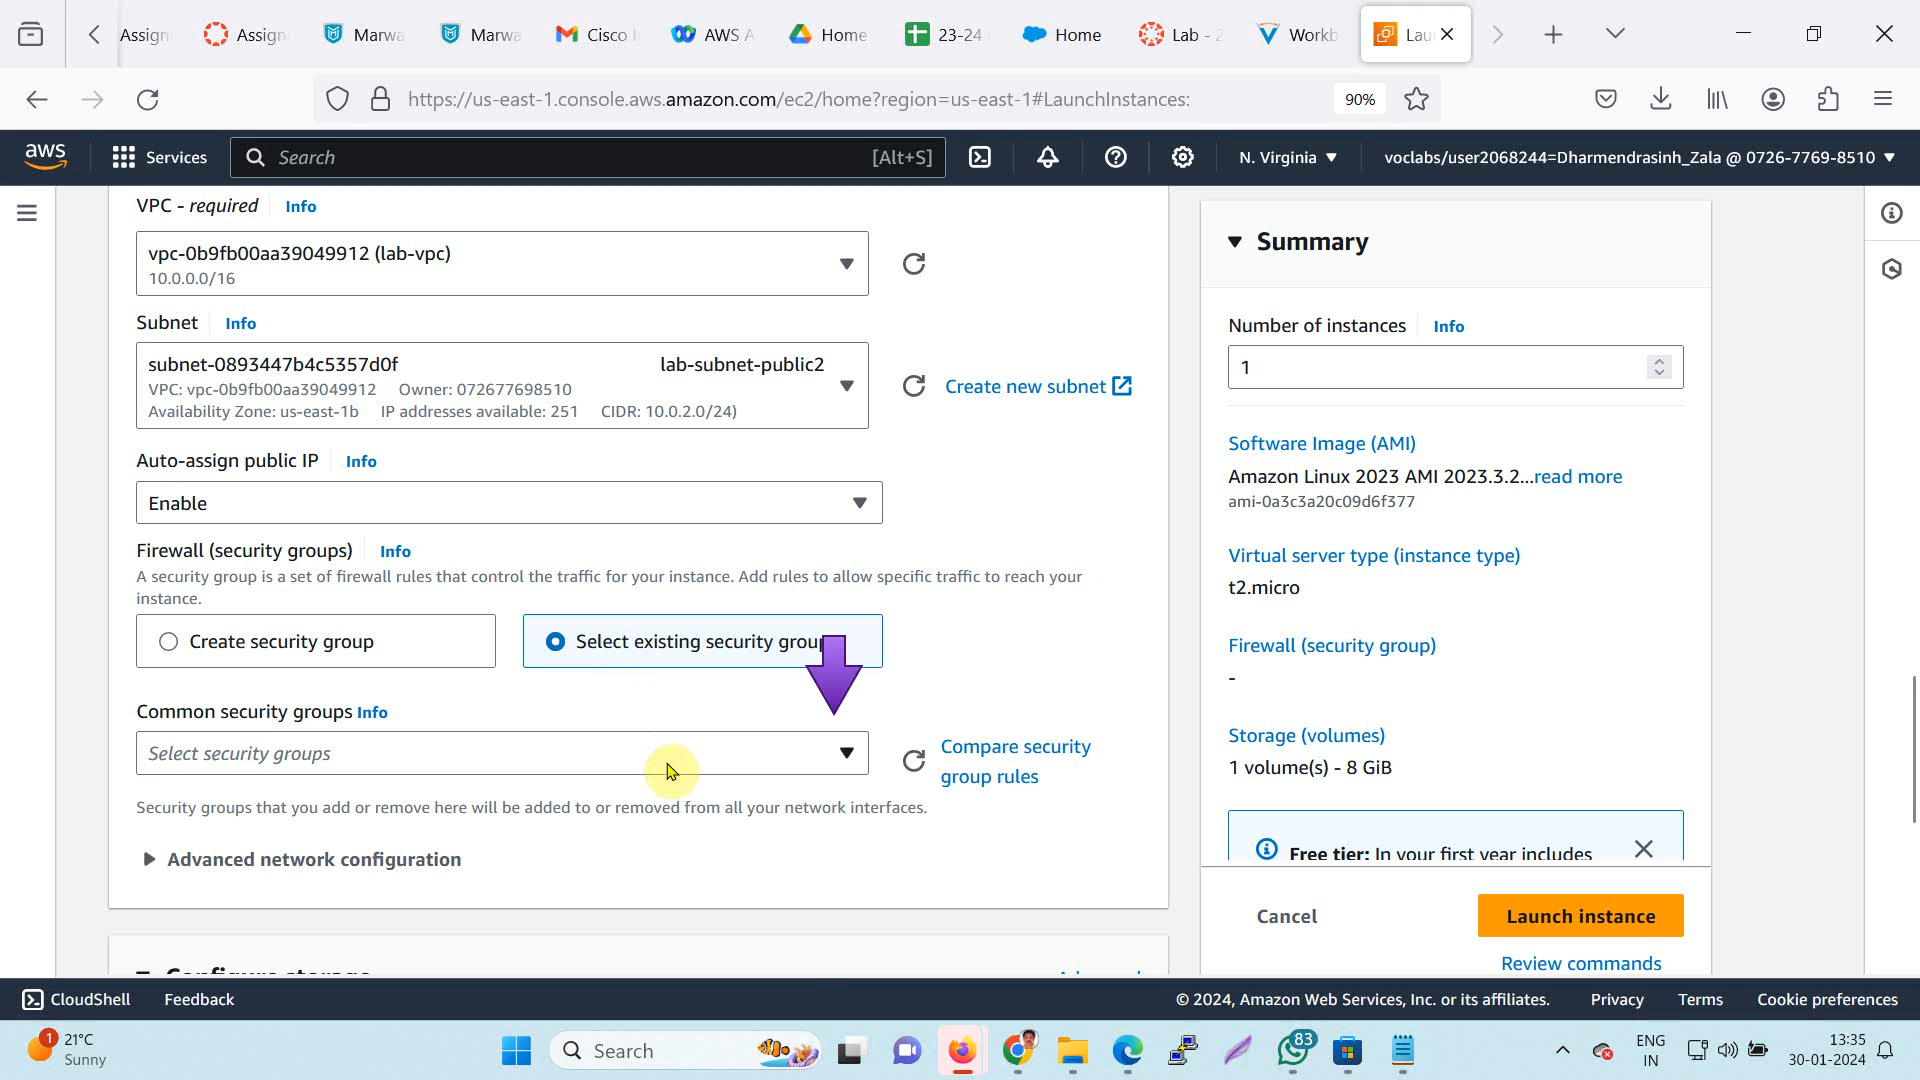 Assign
Assign
Marwa
Marwa
Cisco I
AWS A
Home
23-24
Home
Lab - 2
Workb
Lau
https://us-east-1.console.aws.amazon.com/ec2/home?region=us-east-1#LaunchInstances:
90%
aws
Services
Search
[Alt+S]
N. Virginia
voclabs/user2068244=Dharmendrasinh_Zala @ 0726-7769-8510
VPC - required
Info
vpc-0b9fb00aa39049912 (lab-vpc)
10.0.0.0/16
Subnet
Info
subnet-0893447b4c5357d0f
lab-subnet-public2
VPC: vpc-0b9fb00aa39049912 Owner: 072677698510
Availability Zone: us-east-1b IP addresses available: 251 CIDR: 10.0.2.0/24)
Create new subnet
Auto-assign public IP
Info
Enable
Firewall (security groups)
Info
A security group is a set of firewall rules that control the traffic for your instance. Add rules to allow specific traffic to reach your
instance.
Create security group
Select existing security grou
Common security groups Info
Select security groups
Compare security
group rules
Security groups that you add or remove here will be added to or removed from all your network interfaces.
Advanced network configuration
Configure storage
Summary
Number of instances
Info
1
Software Image (AMI)
Amazon Linux 2023 AMI 2023.3.2...read more
ami-0a3c3a20c09d6f377
Virtual server type (instance type)
t2.micro
Firewall (security group)
-
Storage (volumes)
1 volume(s) - 8 GiB
Free tier: In your first year includes
Cancel
Launch instance
Review commands
CloudShell
Feedback
© 2024, Amazon Web Services, Inc. or its affiliates.
Privacy
Terms
Cookie preferences
1
21°C
Sunny
Search
83
ENG
IN
13:35
30-01-2024